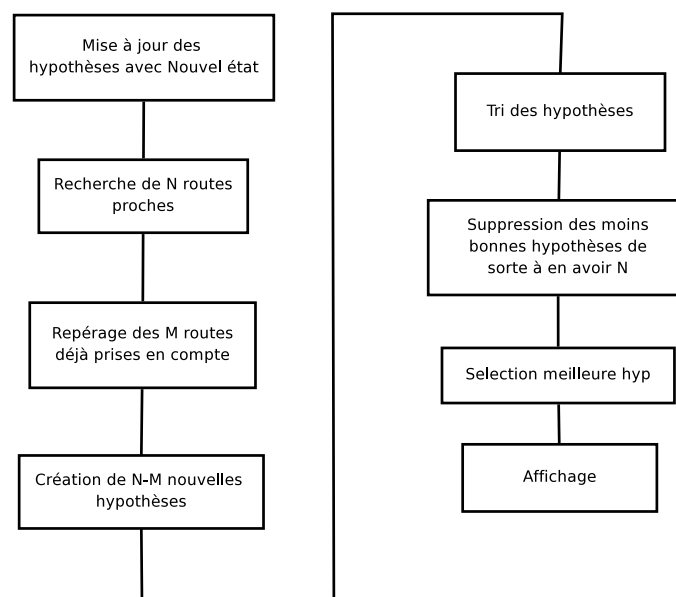 Mise à jour des
hypothèses avec Nouvel état
Recherche de N routes
proches
Repérage des M routes
déjà prises en compte
Création de N-M nouvelles
hypothèses
Tri des hypothèses
Suppression des moins
bonnes hypothèses de
sorte à en avoir N
Selection meilleure hyp
Affichage